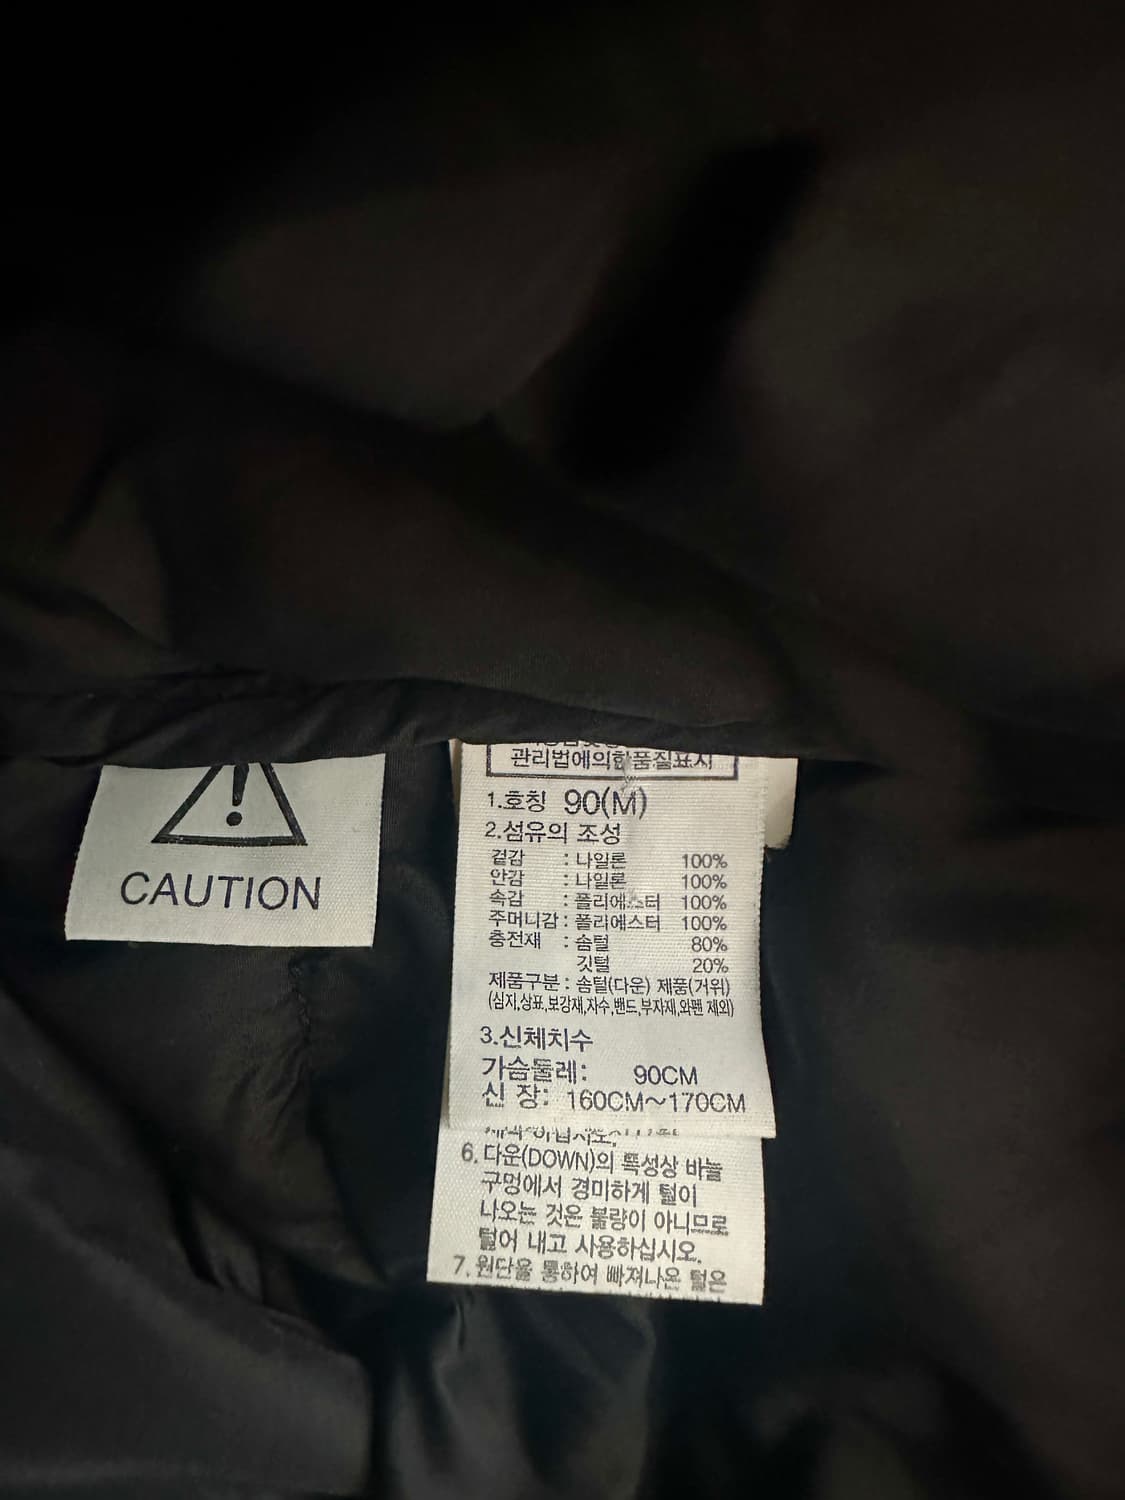 CAUTION
관리법에의한품질표시
1.호칭 90(M)
2.섬유의 조성
겉감 : 나일론 100%
안감 : 나일론 100%
속감 : 폴리에스터 100%
주머니감 : 폴리에스터 100%
충전재 : 솜털 80%
깃털 20%
제품구분 : 솜털(다운) 제품(거위)
(심지,상표,보강재,자수,밴드,부자재,와펜 제외)
3.신체치수
가슴둘레: 90CM
신 장: 160CM~170CM
6.다운(DOWN)의 특성상 바늘
구멍에서 경미하게 털이
나오는 것은 불량이 아니므로
털어 내고 사용하십시오.
7.원단을 통하여 빠져나온 털은